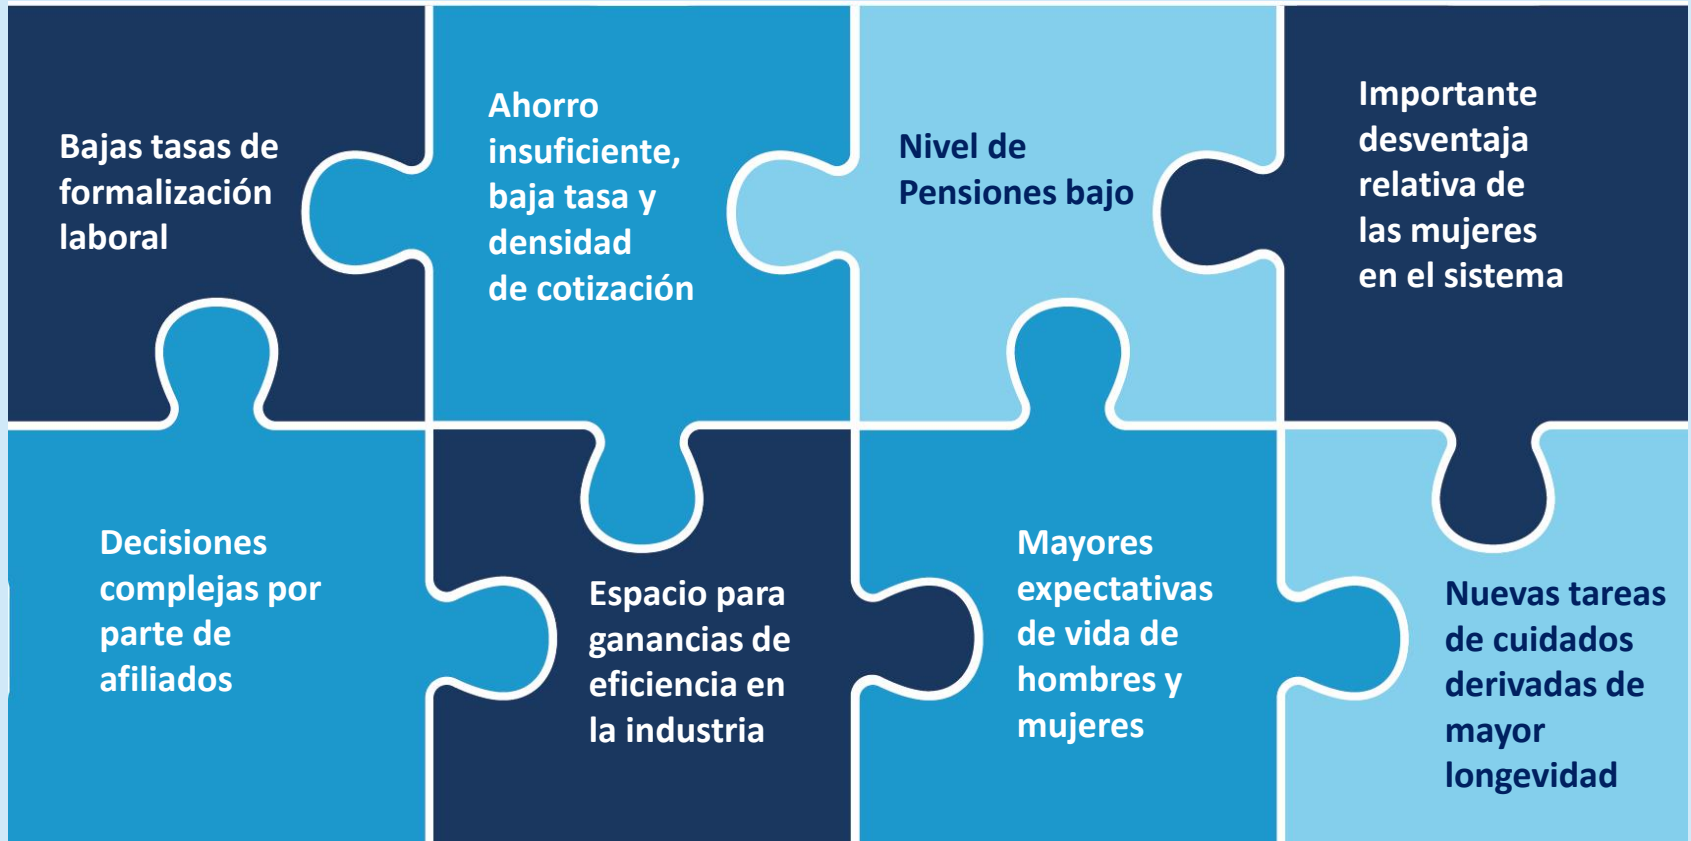 Bajas tasas de
formalización
laboral
Ahorro
insuficiente,
baja tasa y
densidad
de cotización
Nivel de
Pensiones bajo
Importante
desventaja
relativa de
las mujeres
en el sistema
Decisiones
complejas por
parte de
afiliados
Espacio para
ganancias de
eficiencia en
la industria
Mayores
expectativas
de vida de
hombres y
mujeres
Nuevas tareas
de cuidados
derivadas de
mayor
longevidad